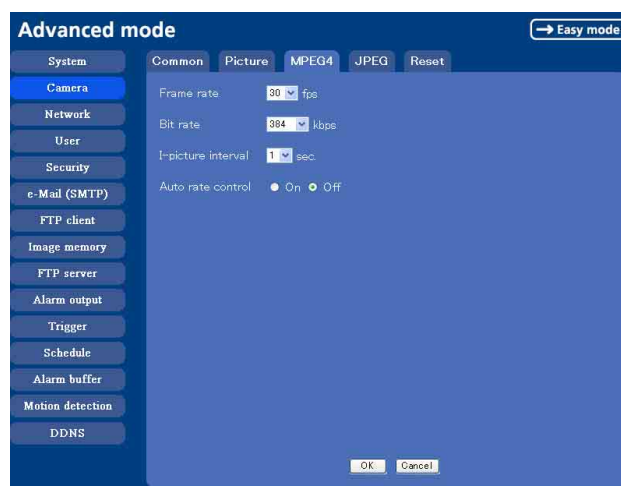 Advanced mode
→ Easy mode
System
Camera
Network
User
Security
e-Mail (SMTP)
FTP client
Image memory
FTP server
Alarm output
Trigger
Schedule
Alarm buffer
Motion detection
DDNS
Common Picture MPEG4 JPEG Reset
Frame rate 30 fps
Bit rate 384 kbps
I-picture interval 1 sec.
Auto rate control On Off
OK Cancel